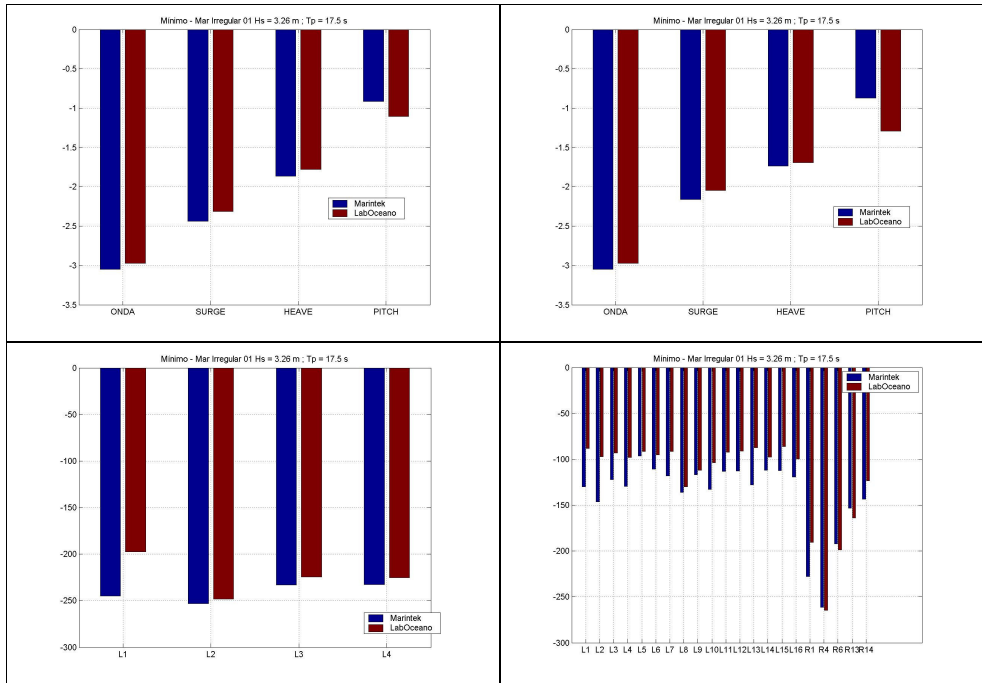 Mínimo - Mar Irregular 01 Hs = 3.26 m ; Tp = 17.5 s
0
-0.5
-1
-1.5
-2
-2.5
-3
-3.5
Marintek
LabOceano
ONDA SURGE HEAVE PITCH
Mínimo - Mar Irregular 01 Hs = 3.26 m ; Tp = 17.5 s
0
-0.5
-1
-1.5
-2
-2.5
-3
-3.5
Marintek
LabOceano
ONDA SURGE HEAVE PITCH
Mínimo - Mar Irregular 01 Hs = 3.26 m ; Tp = 17.5 s
0
-50
-100
-150
-200
-250
-300
Marintek
LabOceano
L1 L2 L3 L4
Mínimo - Mar Irregular 01 Hs = 3.26 m ; Tp = 17.5 s
0
-50
-100
-150
-200
-250
-300
Marintek
LabOceano
L1 L2 L3 L4 L5 L6 L7 L8 L9 L10 L11 L12 L13 L14 L15 L16 R1 R4 R6 R13 R14